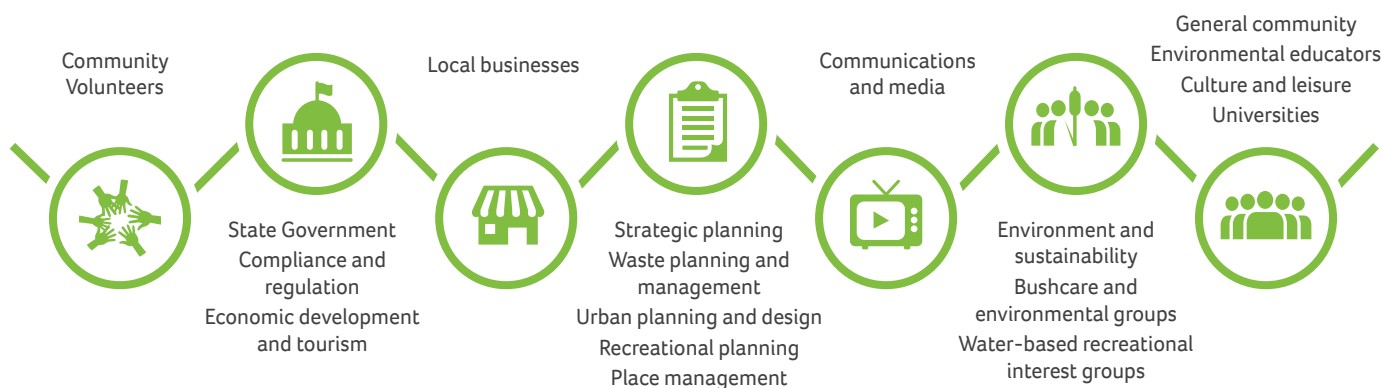 Community
Volunteers
State Government
Compliance and
regulation
Economic development
and tourism
Local businesses
Strategic planning
Waste planning and
management
Urban planning and design
Recreational planning
Place management
Communications
and media
Environment and
sustainability
Bushcare and
environmental groups
Water-based recreational
interest groups
General community
Environmental educators
Culture and leisure
Universities